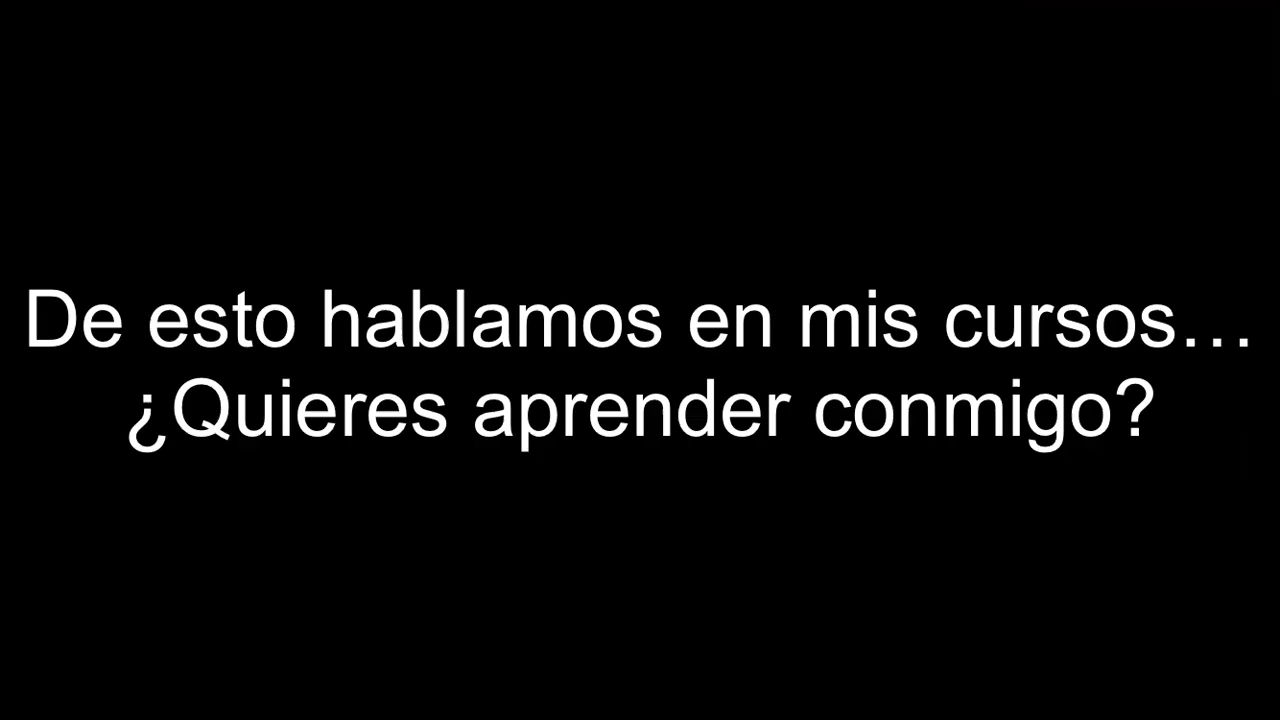 De esto hablamos en mis cursos…
¿Quieres aprender conmigo?